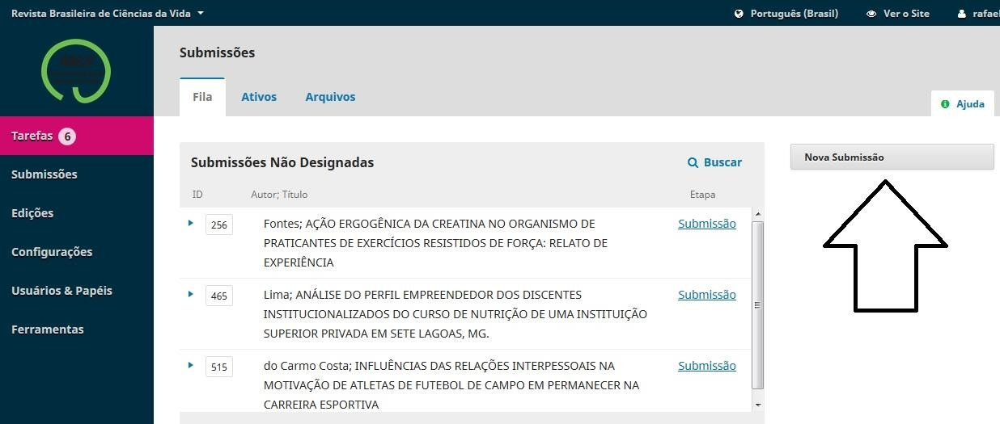 Revista Brasileira de Ciências da Vida
Português (Brasil)
Ver o Site
rafael
Submissões
Fila
Ativos
Arquivos
Ajuda
Tarefas 6
Submissões
Edições
Configurações
Usuários & Papéis
Ferramentas
Submissões Não Designadas
Buscar
ID
Autor; Título
Etapa
256
Fontes; AÇÃO ERGOGÊNICA DA CREATINA NO ORGANISMO DE
PRATICANTES DE EXERCÍCIOS RESISTIDOS DE FORÇA: RELATO DE
EXPERIÊNCIA
Submissão
465
Lima; ANÁLISE DO PERFIL EMPREENDEDOR DOS DISCENTES
INSTITUCIONALIZADOS DO CURSO DE NUTRIÇÃO DE UMA INSTITUIÇÃO
SUPERIOR PRIVADA EM SETE LAGOAS, MG.
Submissão
515
do Carmo Costa; INFLUÊNCIAS DAS RELAÇÕES INTERPESSOAIS NA
MOTIVAÇÃO DE ATLETAS DE FUTEBOL DE CAMPO EM PERMANECER NA
CARREIRA ESPORTIVA
Submissão
Nova Submissão